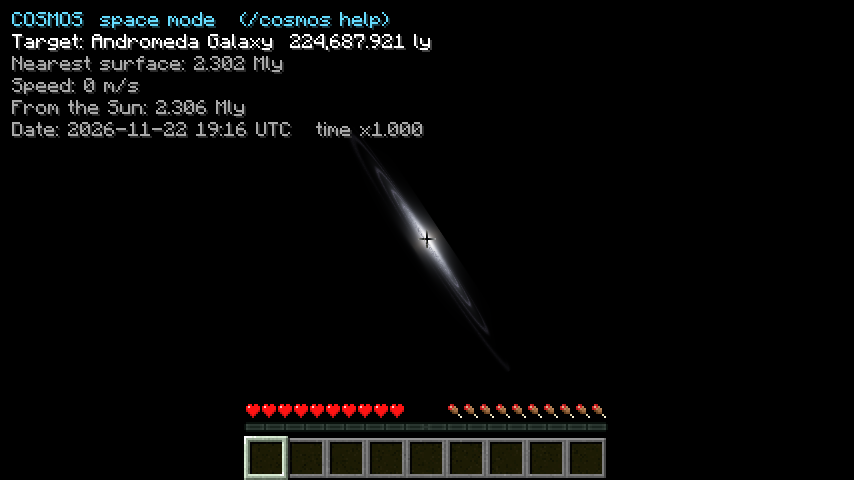 COSMOS space mode (/cosmos help)
Target: Andromeda Galaxy 224,687.921 ly
Nearest surface: 2.302 Mly
Speed: 0 m/s
From the Sun: 2.306 Mly
Date: 2026-11-22 19:16 UTC time x1.000